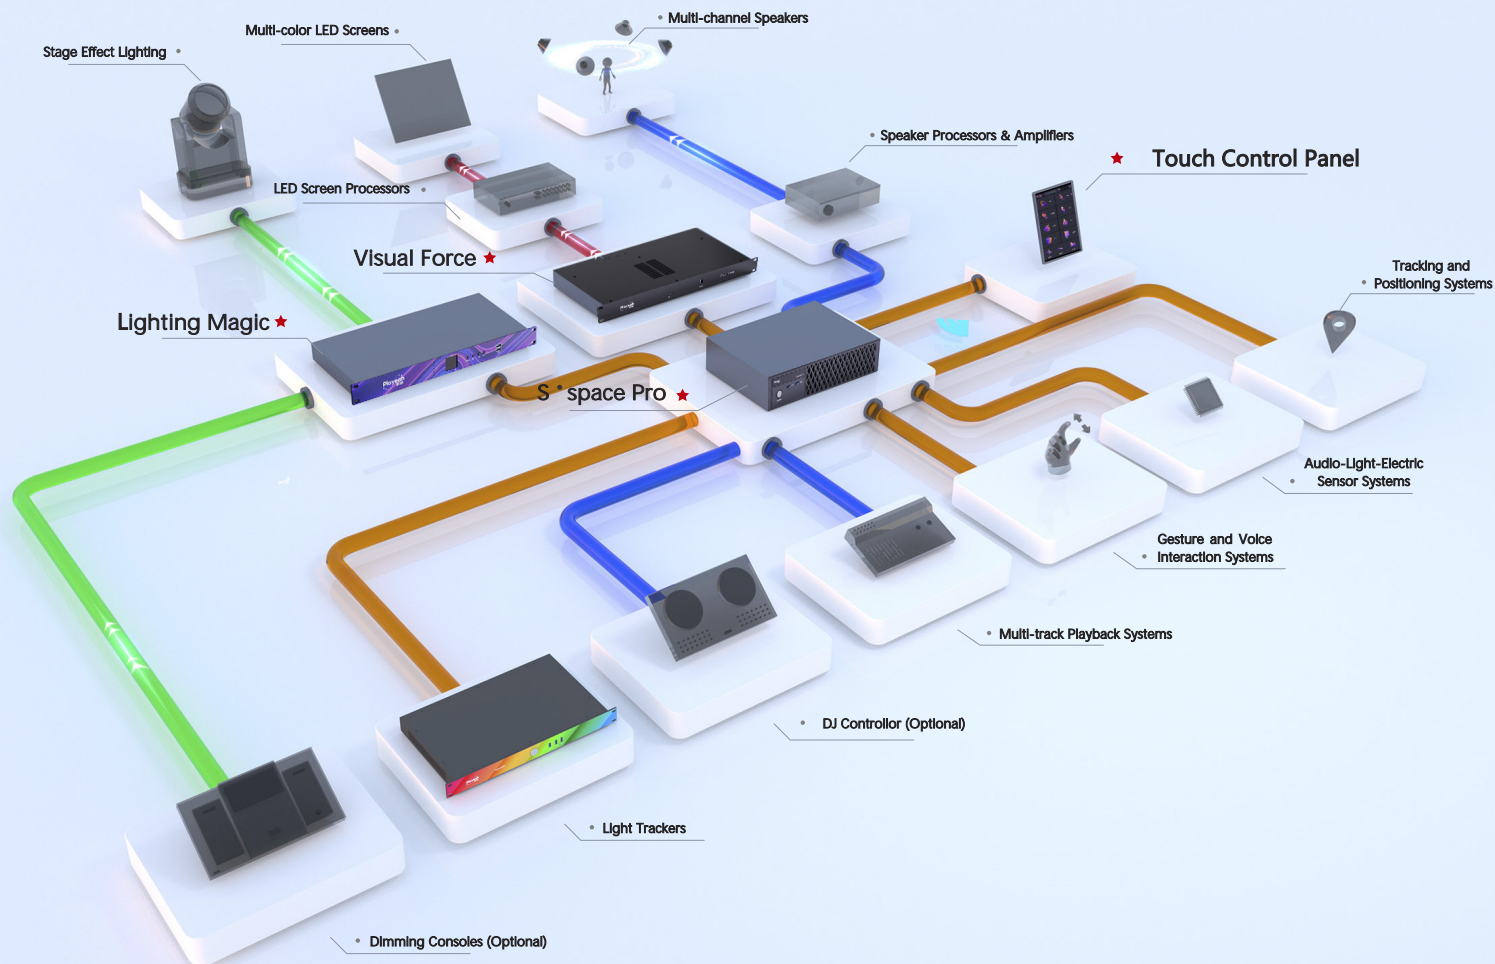 Multi-channel Speakers
Multi-color LED Screens
Stage Effect Lighting
Speaker Processors & Amplifiers
Touch Control Panel
LED Screen Processors
Visual Force
Tracking and
Positioning Systems
Lighting Magic
S·space Pro
Audio-Light-Electric
Sensor Systems
Gesture and Voice
Interaction Systems
Multi-track Playback Systems
DJ Controllor (Optional)
Light Trackers
Dimming Consoles (Optional)